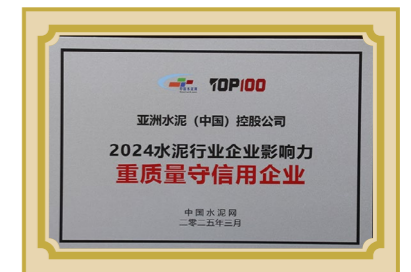 TOP100
亚洲水泥（中国）控股公司
2024水泥行业企业影响力
重质量守信用企业
中国水泥网
二零二五年三月